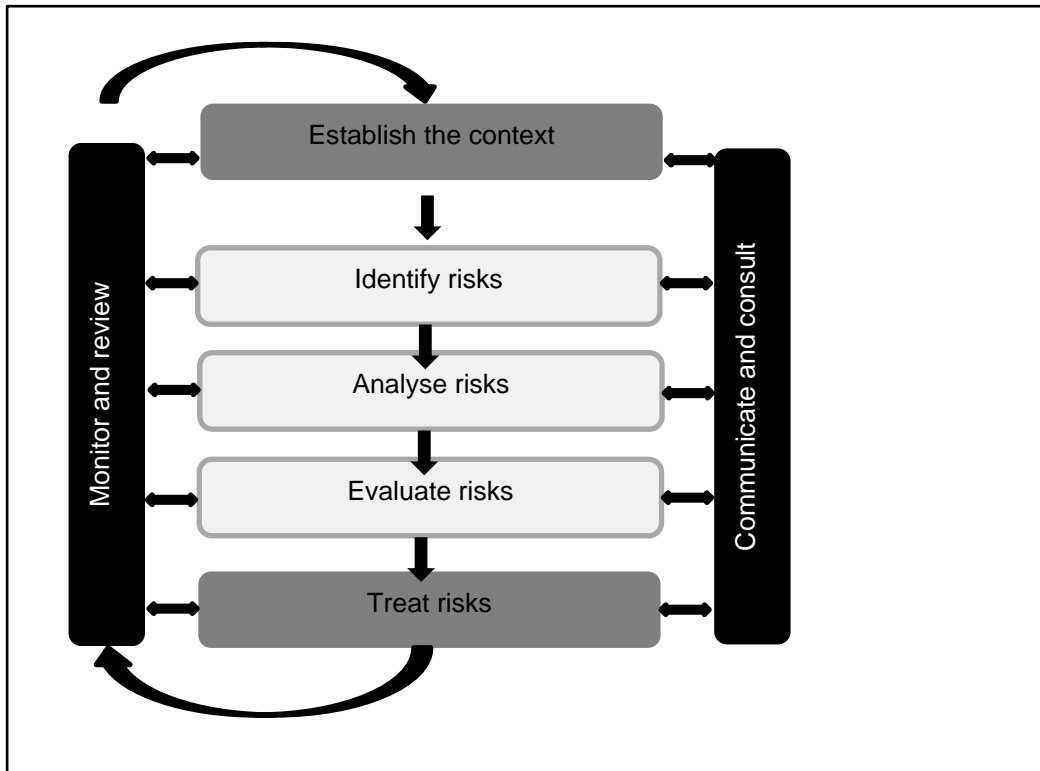 Establish the context
Identify risks
Analyse risks
Evaluate risks
Treat risks
Monitor and review
Communicate and consult